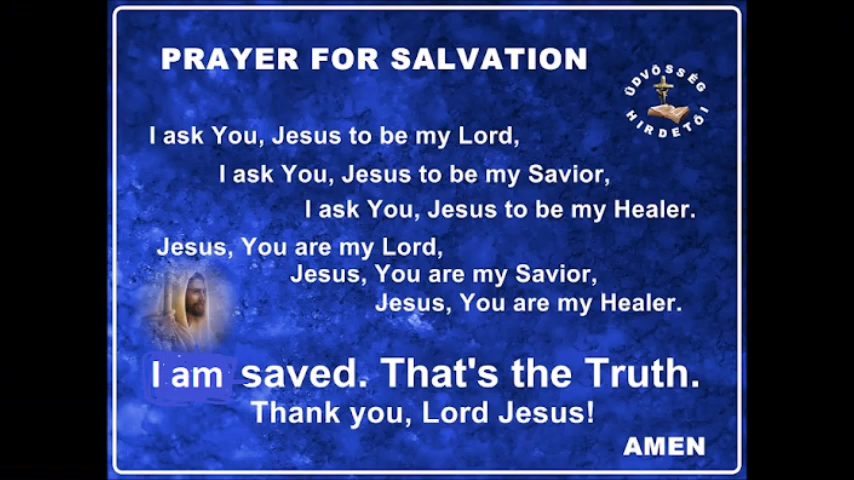 PRAYER FOR SALVATION
ÜDVÖSSÉG
HIRDETŐI
I ask You, Jesus to be my Lord,
I ask You, Jesus to be my Savior,
I ask You, Jesus to be my Healer.
Jesus, You are my Lord,
Jesus, You are my Savior,
Jesus, You are my Healer.
I am saved. That's the Truth.
Thank you, Lord Jesus!
AMEN